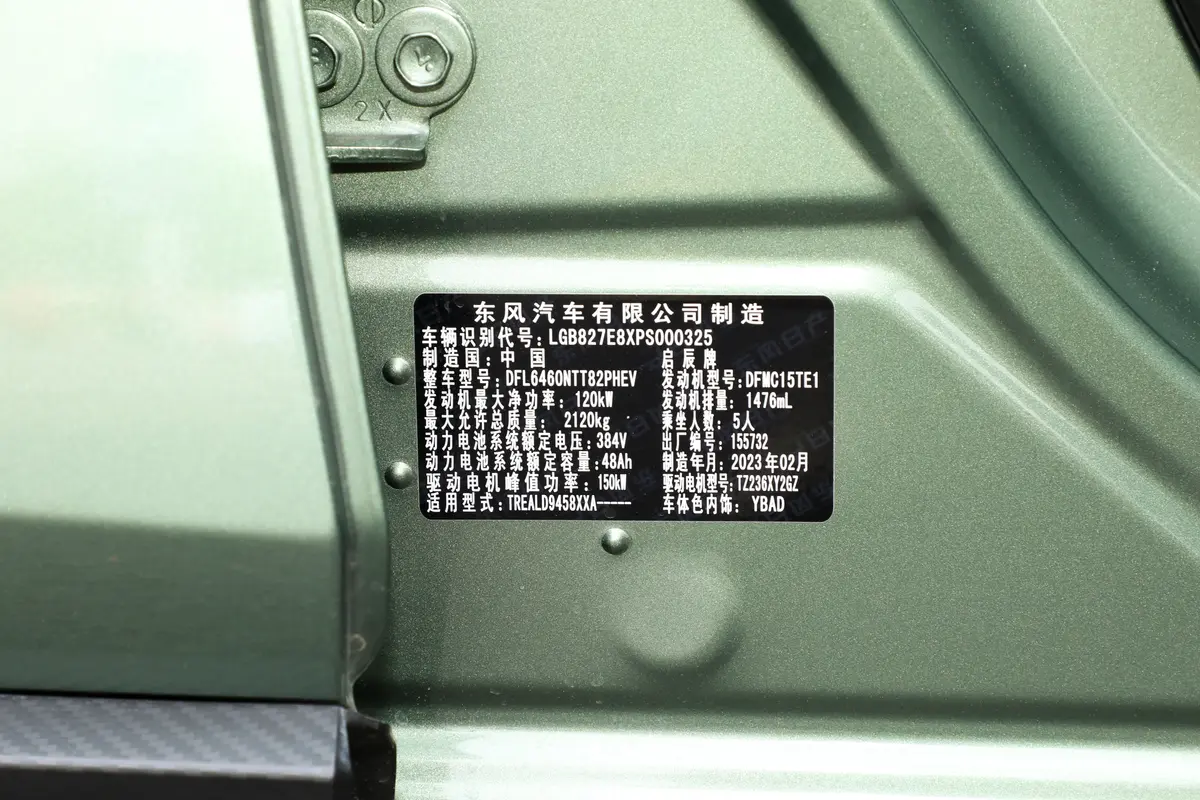 2X
东风汽车有限公司制造
车辆识别代号:LGB827E8XPS000325
制造国:中 国 启辰牌
整车型号:DFL6460NTT82PHEV 发动机型号:DFMC15TE1
发动机最大净功率: 120kW 发动机排量: 1476mL
最大允许总质量: 2120kg 乘坐人数: 5人
动力电池系统额定电压:384V 出厂编号: 155732
动力电池系统额定容量:48Ah 制造年月: 2023年02月
驱动电机峰值功率: 150kW 驱动电机型号:TZ236XY2GZ
适用型式:TREALD9458XXA----- 车体色内饰: YBAD